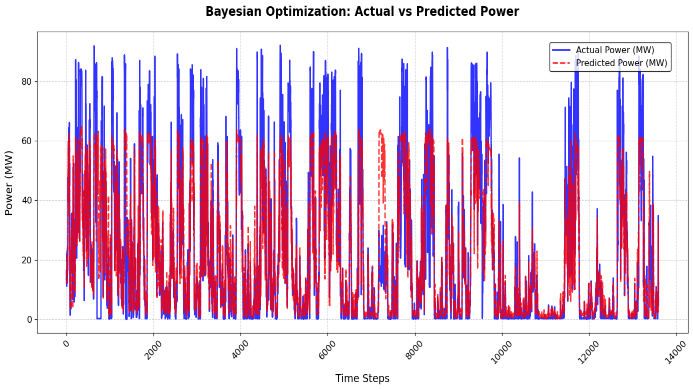 Bayesian Optimization: Actual vs Predicted Power
Actual Power (MW)
Predicted Power (MW)
Power (MW)
80
60
40
20
0
0
2000
4000
6000
8000
10000
12000
14000
Time Steps